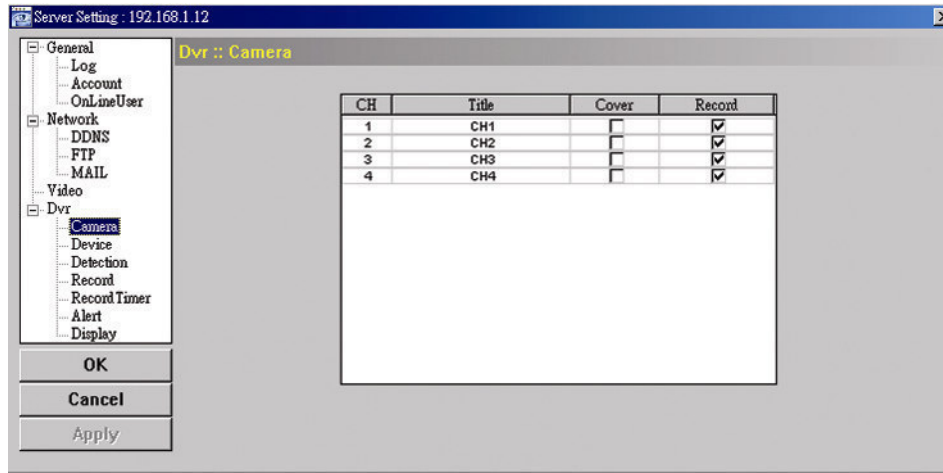 Server Setting : 192.168.1.12
General
Log
Account
OnLineUser
Network
DDNS
FTP
MAIL
Video
Dvr
Camera
Device
Detection
Record
Record Timer
Alert
Display
OK
Cancel
Apply
Dvr :: Camera
CH Title Cover Record
1 CH1
2 CH2
3 CH3
4 CH4